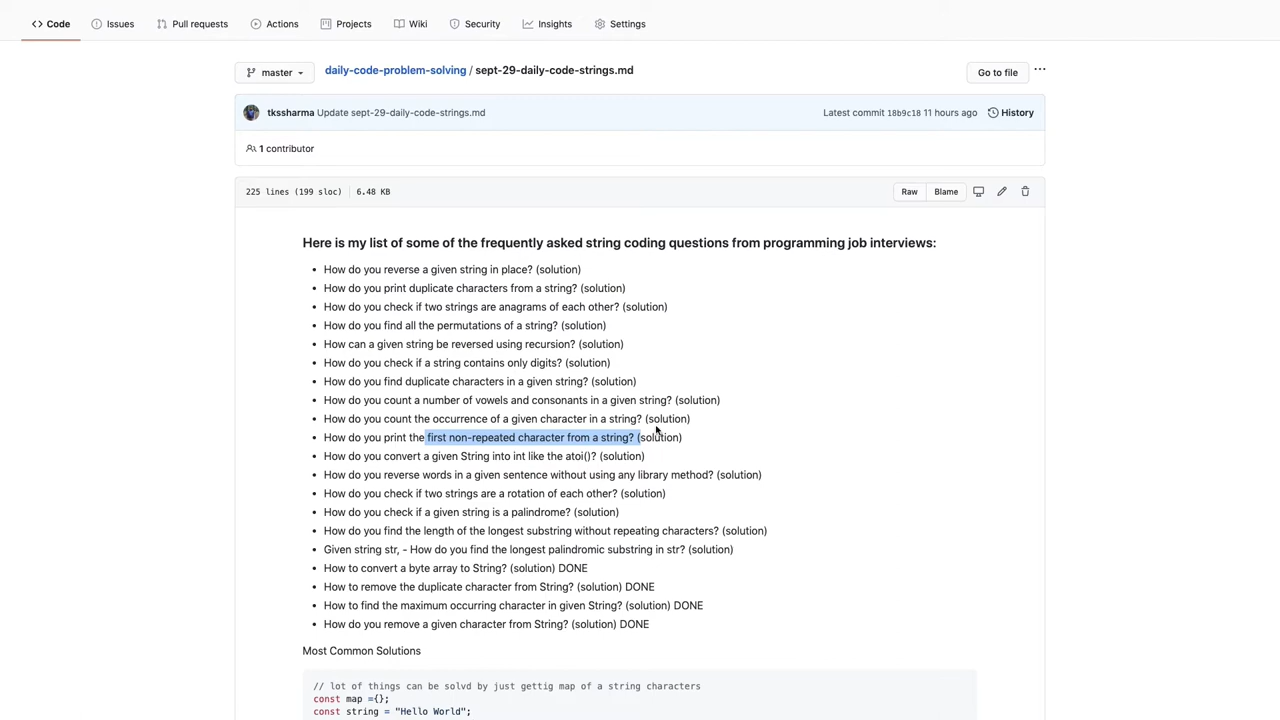 Code Issues Pull requests Actions Projects Wiki Security Insights Settings
master daily-code-problem-solving / sept-29-daily-code-strings.md Go to file ...
tkssharma Update sept-29-daily-code-strings.md Latest commit 18b9c18 11 hours ago History
1 contributor
225 lines (199 sloc) | 6.48 KB Raw Blame
Here is my list of some of the frequently asked string coding questions from programming job interviews:
• How do you reverse a given string in place? (solution)
• How do you print duplicate characters from a string? (solution)
• How do you check if two strings are anagrams of each other? (solution)
• How do you find all the permutations of a string? (solution)
• How can a given string be reversed using recursion? (solution)
• How do you check if a string contains only digits? (solution)
• How do you find duplicate characters in a given string? (solution)
• How do you count a number of vowels and consonants in a given string? (solution)
• How do you count the occurrence of a given character in a string? (solution)
• How do you print the first non-repeated character from a string? (solution)
• How do you convert a given String into int like the atoi()? (solution)
• How do you reverse words in a given sentence without using any library method? (solution)
• How do you check if two strings are a rotation of each other? (solution)
• How do you check if a given string is a palindrome? (solution)
• How do you find the length of the longest substring without repeating characters? (solution)
• Given string str, - How do you find the longest palindromic substring in str? (solution)
• How to convert a byte array to String? (solution) DONE
• How to remove the duplicate character from String? (solution) DONE
• How to find the maximum occurring character in given String? (solution) DONE
• How do you remove a given character from String? (solution) DONE
Most Common Solutions
// lot of things can be solvd by just gettig map of a string characters
const map ={};
const string = "Hello World";